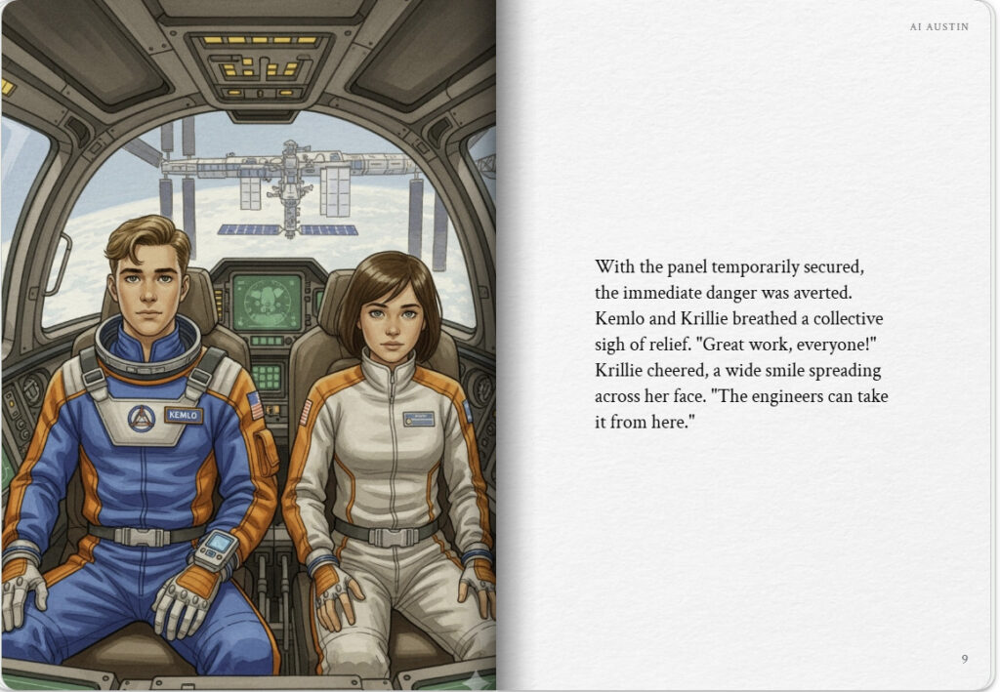 KEMLO
AI AUSTIN
With the panel temporarily secured,
the immediate danger was averted.
Kemlo and Krillie breathed a collective
sigh of relief. "Great work, everyone!"
Krillie cheered, a wide smile spreading
across her face. "The engineers can take
it from here."
9